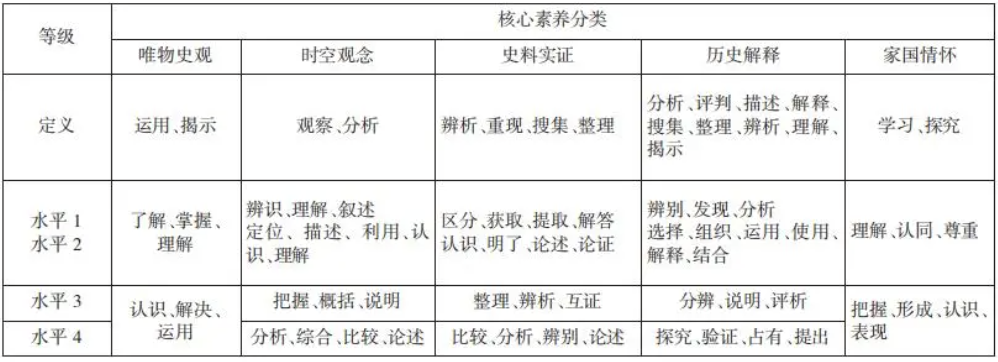 等级
核心素养分类
唯物史观
时空观念
史料实证
历史解释
家国情怀
定义
运用、揭示
观察、分析
辨析、重现、搜集、整理
分析、评判、描述、解释、
搜集、整理、辨析、理解、
揭示
学习、探究
水平1
水平2
了解、掌握、
理解
辨识、理解、叙述
定位、描述、利用、认
识、理解
区分、获取、提取、解答
认识、明了、论述、论证
辨别、发现、分析
选择、组织、运用、使用、
解释、结合
理解、认同、尊重
水平3
认识、解决、
运用
把握、概括、说明
整理、辨析、互证
分辨、说明、评析
把握、形成、认识、
表现
水平4
分析、综合、比较、论述
比较、分析、辨别、论述
探究、验证、占有、提出